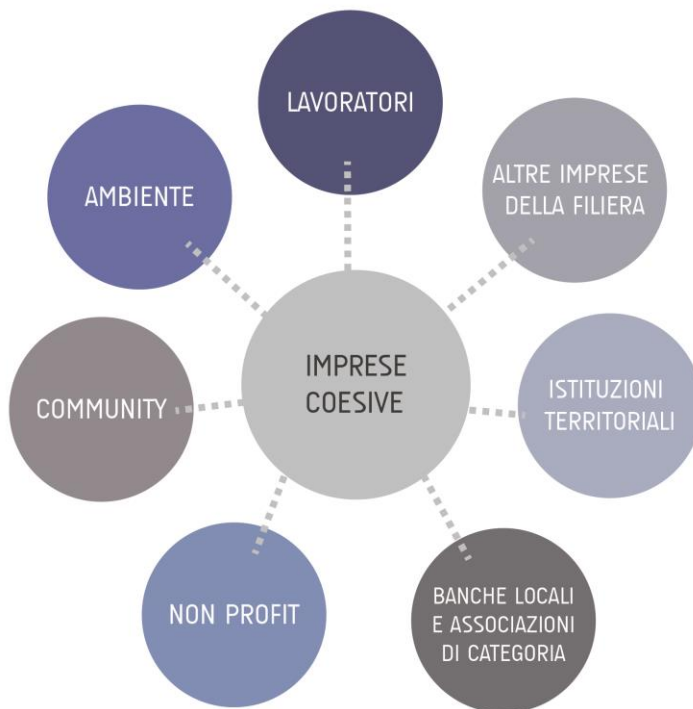 LAVORATORI
ALTRE IMPRESE
DELLA FILIERA
AMBIENTE
IMPRESE
COESIVE
ISTITUZIONI
TERRITORIALI
COMMUNITY
NON PROFIT
BANCHE LOCALI
E ASSOCIAZIONI
DI CATEGORIA